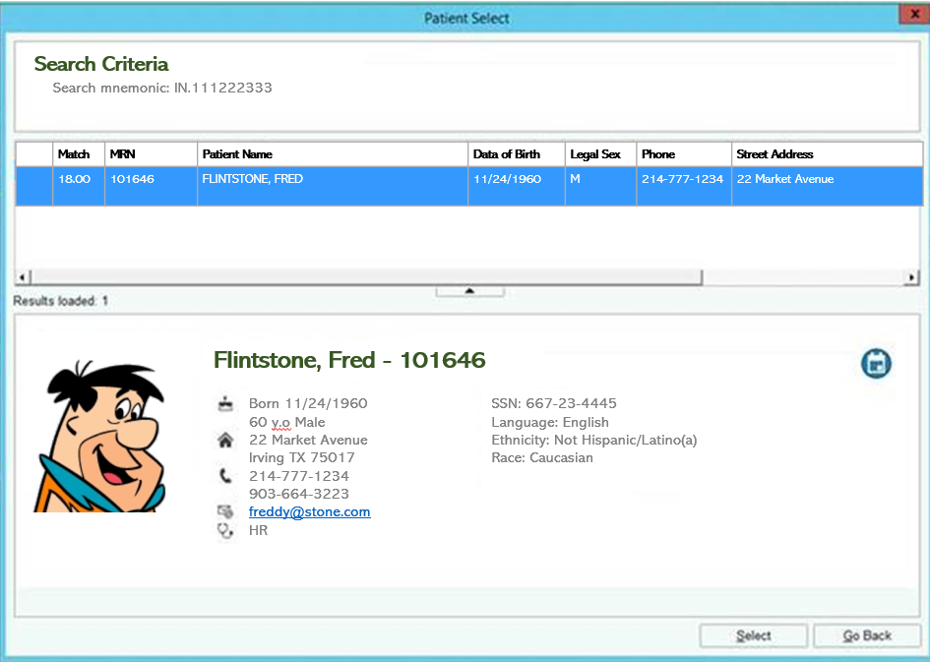 Patient Select
x
Search Criteria
Search mnemonic: IN.111222333
Match MRN Patient Name Data of Birth Legal Sex Phone Street Address
18.00 101646 FLINTSTONE, FRED 11/24/1960 M 214-777-1234 22 Market Avenue
Results loaded: 1
Flintstone, Fred - 101646
Born 11/24/1960
60 y.o Male
22 Market Avenue
Irving TX 75017
214-777-1234
903-664-3223
freddy@stone.com
HR
SSN: 667-23-4445
Language: English
Ethnicity: Not Hispanic/Latino(a)
Race: Caucasian
Select
Go Back